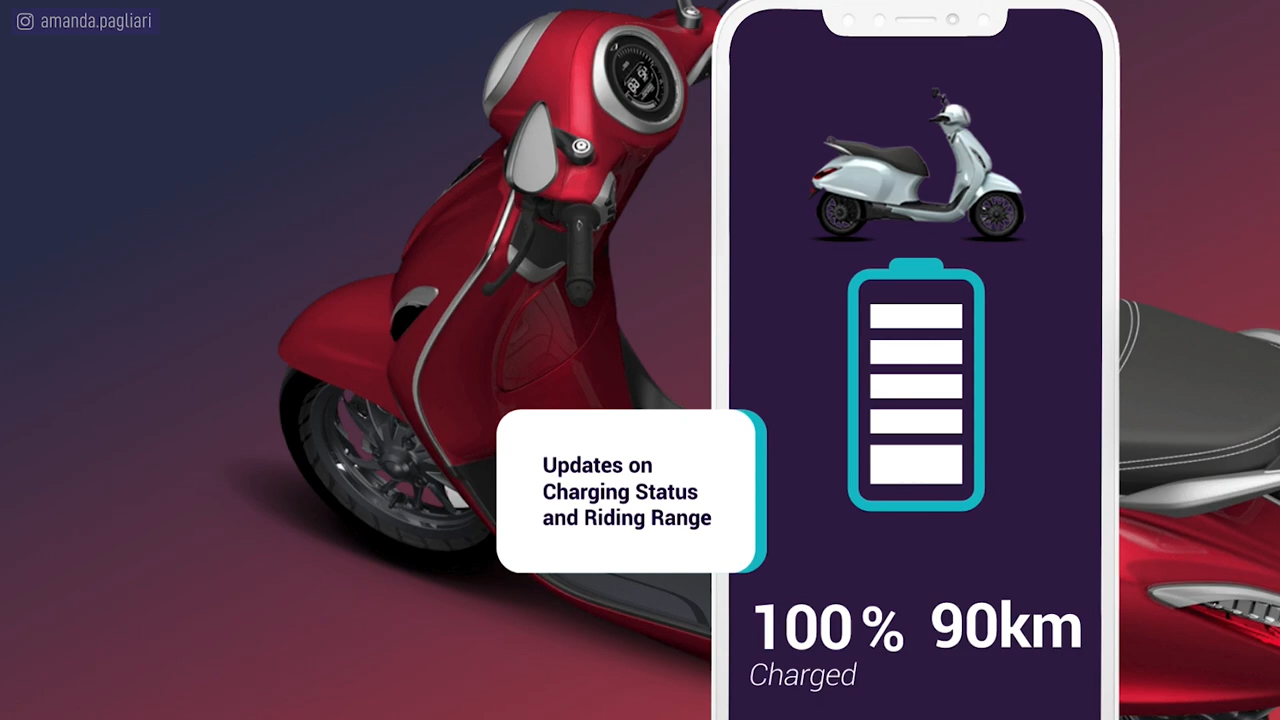 amanda.pagliari
Updates on
Charging Status
and Riding Range
100% 90km
Charged